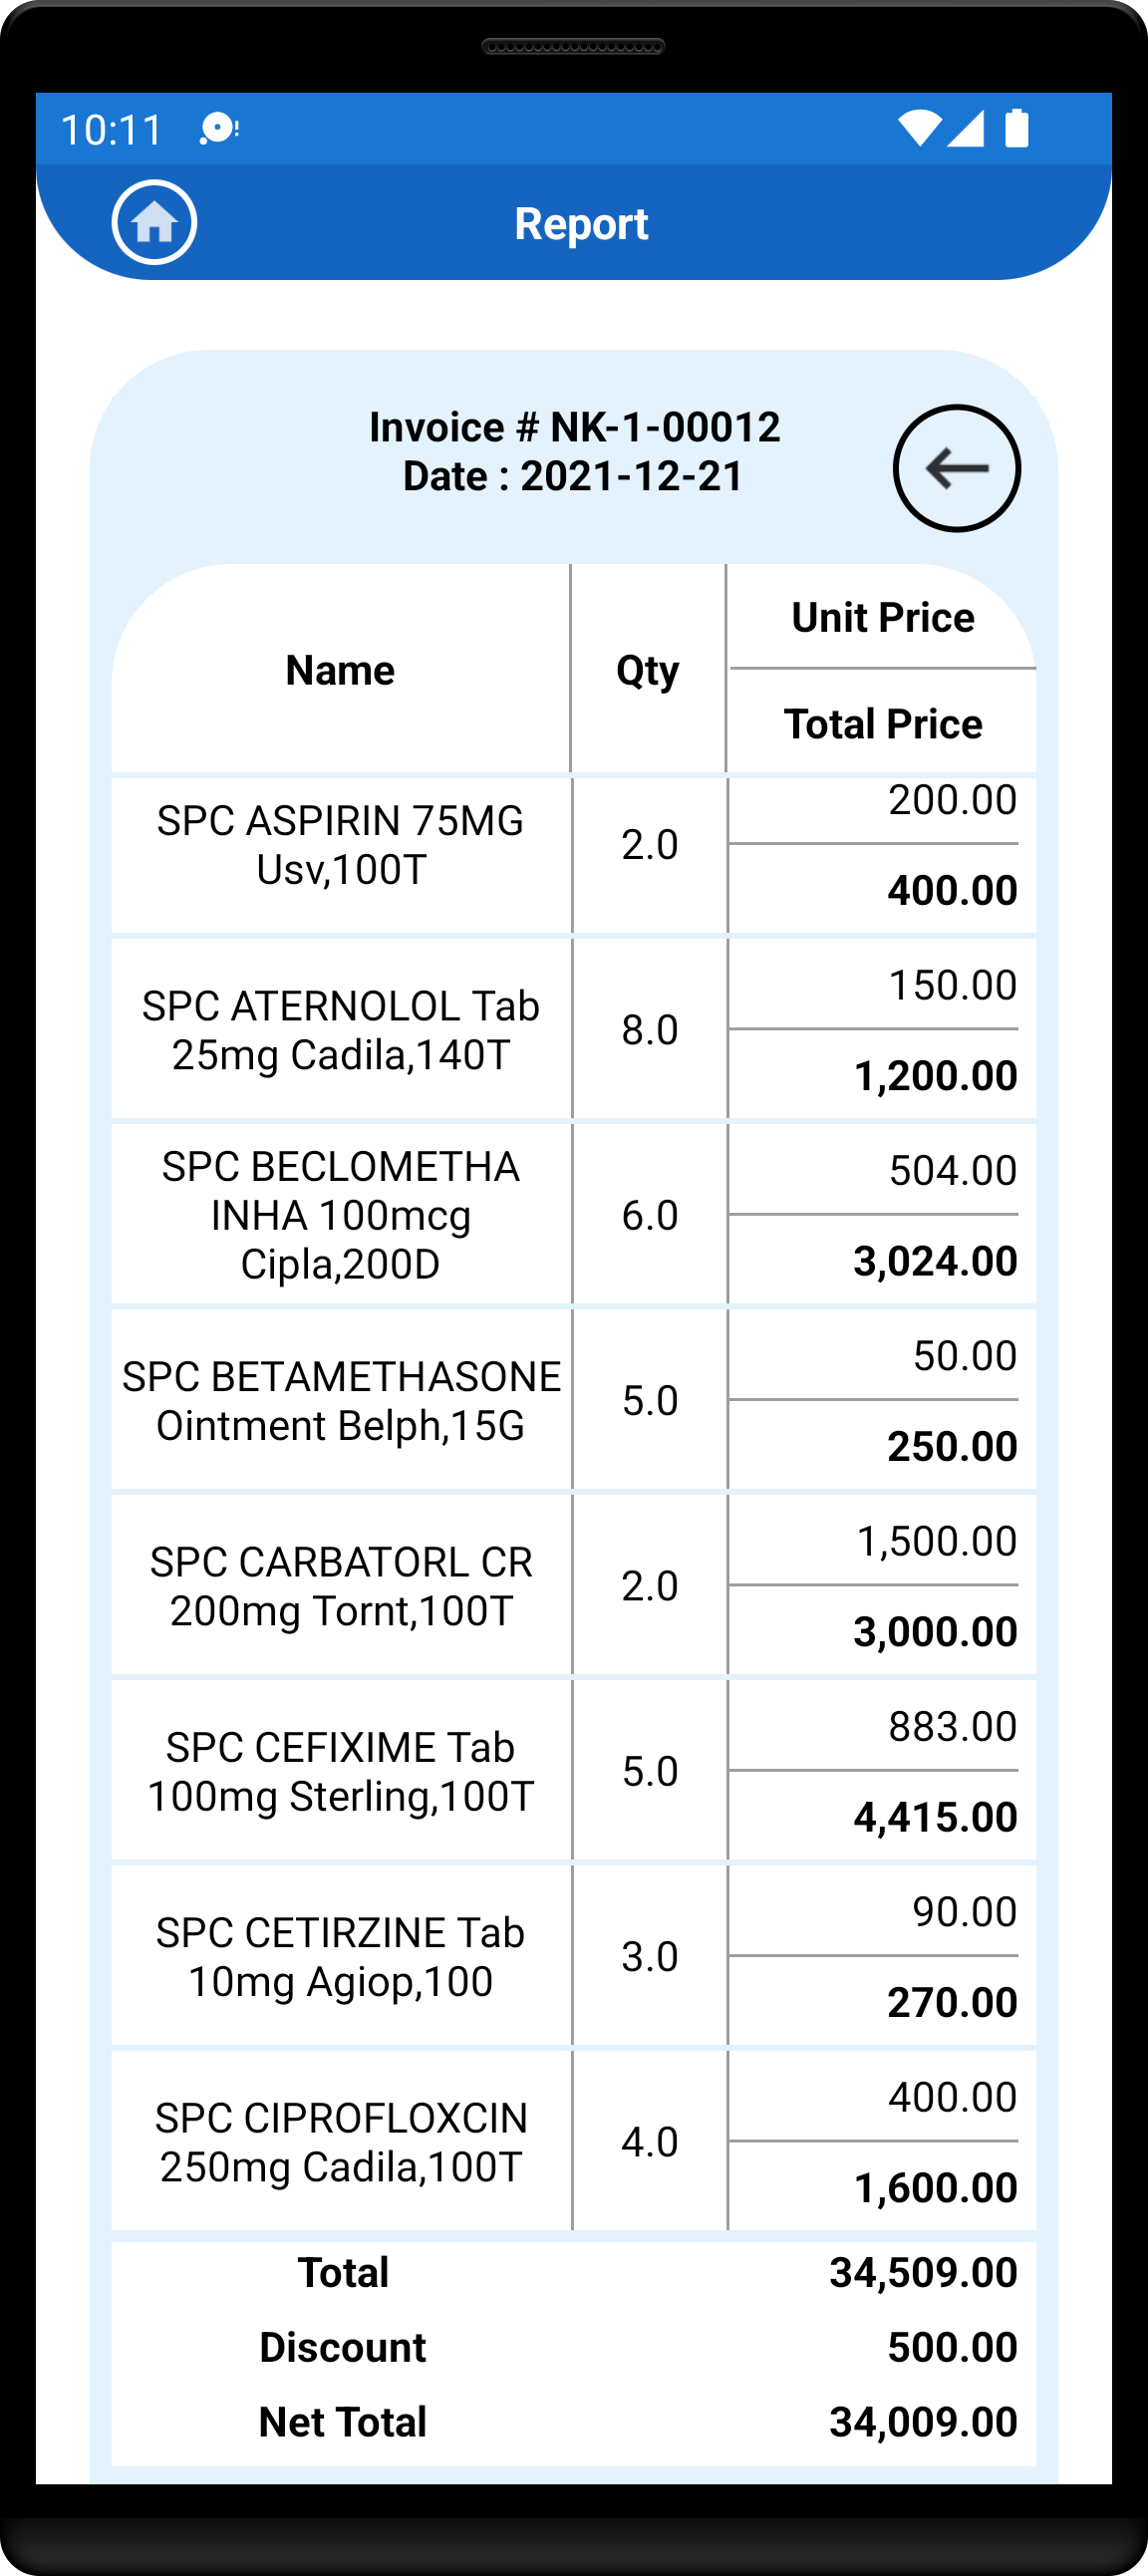 10:11
Report
Invoice # NK-1-00012
Date : 2021-12-21
Name
Qty
Unit Price
Total Price
SPC ASPIRIN 75MG
Usv,100T
2.0
200.00
400.00
SPC ATERNOLOL Tab
25mg Cadila,140T
8.0
150.00
1,200.00
SPC BECLOMETHA
INHA 100mcg
Cipla,200D
6.0
504.00
3,024.00
SPC BETAMETHASONE
Ointment Belph,15G
5.0
50.00
250.00
SPC CARBATORL CR
200mg Tornt,100T
2.0
1,500.00
3,000.00
SPC CEFIXIME Tab
100mg Sterling,100T
5.0
883.00
4,415.00
SPC CETIRZINE Tab
10mg Agiop,100
3.0
90.00
270.00
SPC CIPROFLOXCIN
250mg Cadila,100T
4.0
400.00
1,600.00
Total 34,509.00
Discount 500.00
Net Total 34,009.00